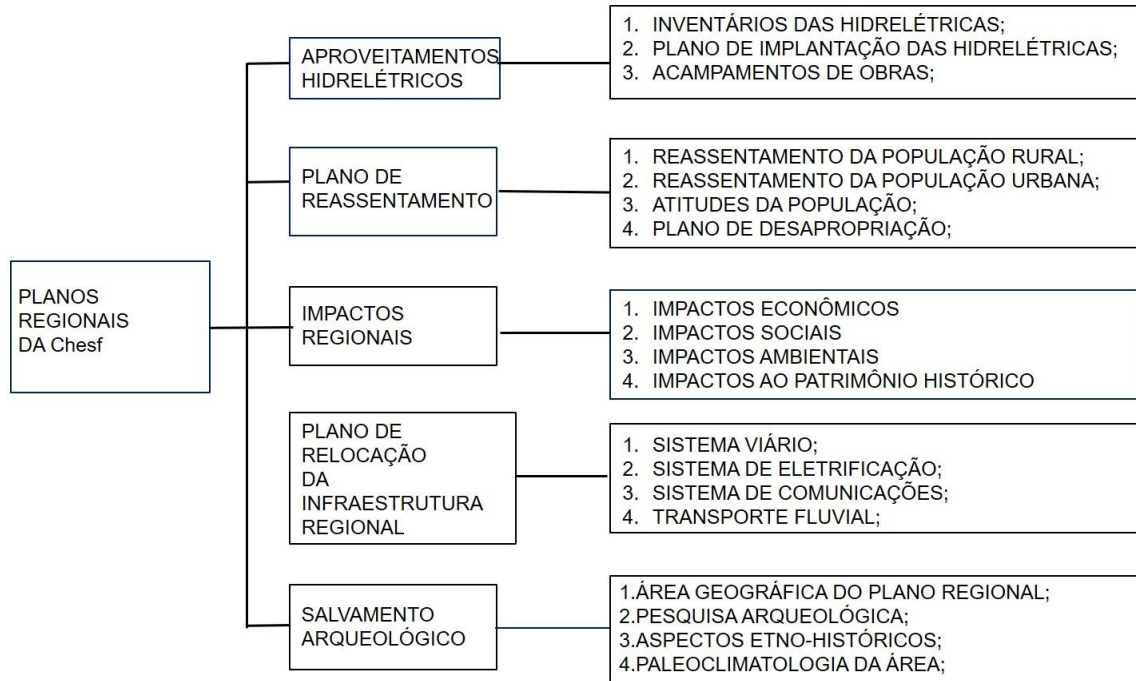 PLANOS
REGIONAIS
DA Chesf
APROVEITAMENTOS
HIDRELÉTRICOS
1. INVENTÁRIOS DAS HIDRELÉTRICAS;
2. PLANO DE IMPLANTAÇÃO DAS HIDRELÉTRICAS;
3. ACAMPAMENTOS DE OBRAS;
PLANO DE
REASSENTAMENTO
1. REASSENTAMENTO DA POPULAÇÃO RURAL;
2. REASSENTAMENTO DA POPULAÇÃO URBANA;
3. ATITUDES DA POPULAÇÃO;
4. PLANO DE DESAPROPRIAÇÃO;
IMPACTOS
REGIONAIS
1. IMPACTOS ECONÔMICOS
2. IMPACTOS SOCIAIS
3. IMPACTOS AMBIENTAIS
4. IMPACTOS AO PATRIMÔNIO HISTÓRICO
PLANO DE
RELOCAÇÃO
DA
INFRAESTRUTURA
REGIONAL
1. SISTEMA VIÁRIO;
2. SISTEMA DE ELETRIFICAÇÃO;
3. SISTEMA DE COMUNICAÇÕES;
4. TRANSPORTE FLUVIAL;
SALVAMENTO
ARQUEOLÓGICO
1.ÁREA GEOGRÁFICA DO PLANO REGIONAL;
2.PESQUISA ARQUEOLÓGICA;
3.ASPECTOS ETNO-HISTÓRICOS;
4.PALEOCLIMATOLOGIA DA ÁREA;